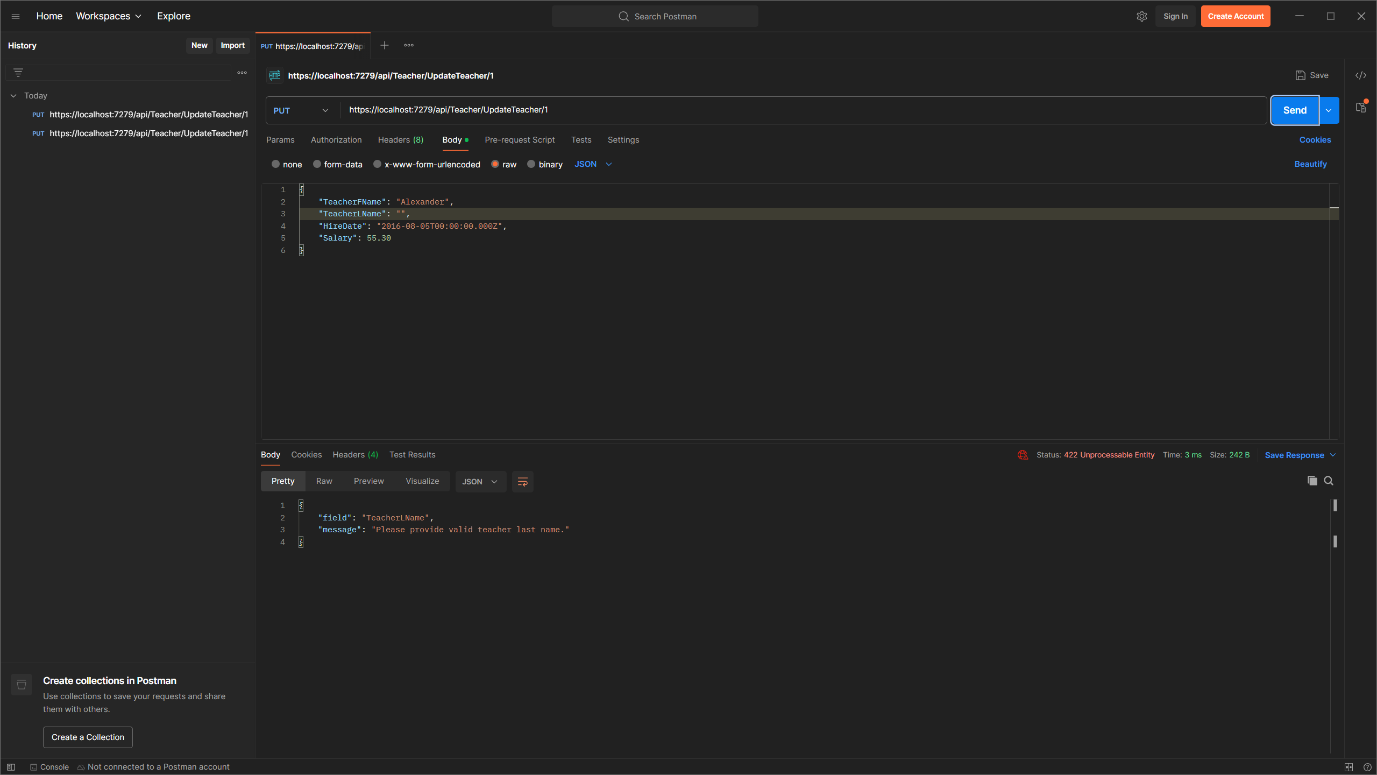 Home Workspaces Explore Search Postman Sign In Create Account
History New Import PUT https://localhost:7279/ap
https://localhost:7279/api/Teacher/UpdateTeacher/1 Save
Today
PUT https://localhost:7279/api/Teacher/UpdateTeacher/1
PUT https://localhost:7279/api/Teacher/UpdateTeacher/1
PUT https://localhost:7279/api/Teacher/UpdateTeacher/1 Send
Params Authorization Headers (8) Body Pre-request Script Tests Settings Cookies
none form-data x-www-form-urlencoded raw binary JSON Beautify
1 {
2 "TeacherFName": "Alexander",
3 "TeacherLName": "",
4 "HireDate": "2016-08-05T00:00:00.000Z",
5 "Salary": 55.30
6 }
Body Cookies Headers (4) Test Results Status: 422 Unprocessable Entity Time: 3 ms Size: 242 B Save Response
Pretty Raw Preview Visualize JSON
1 {
2 "field": "TeacherLName",
3 "message": "Please provide valid teacher last name."
4 }
Create collections in Postman
Use collections to save your requests and share
them with others.
Create a Collection
Console Not connected to a Postman account